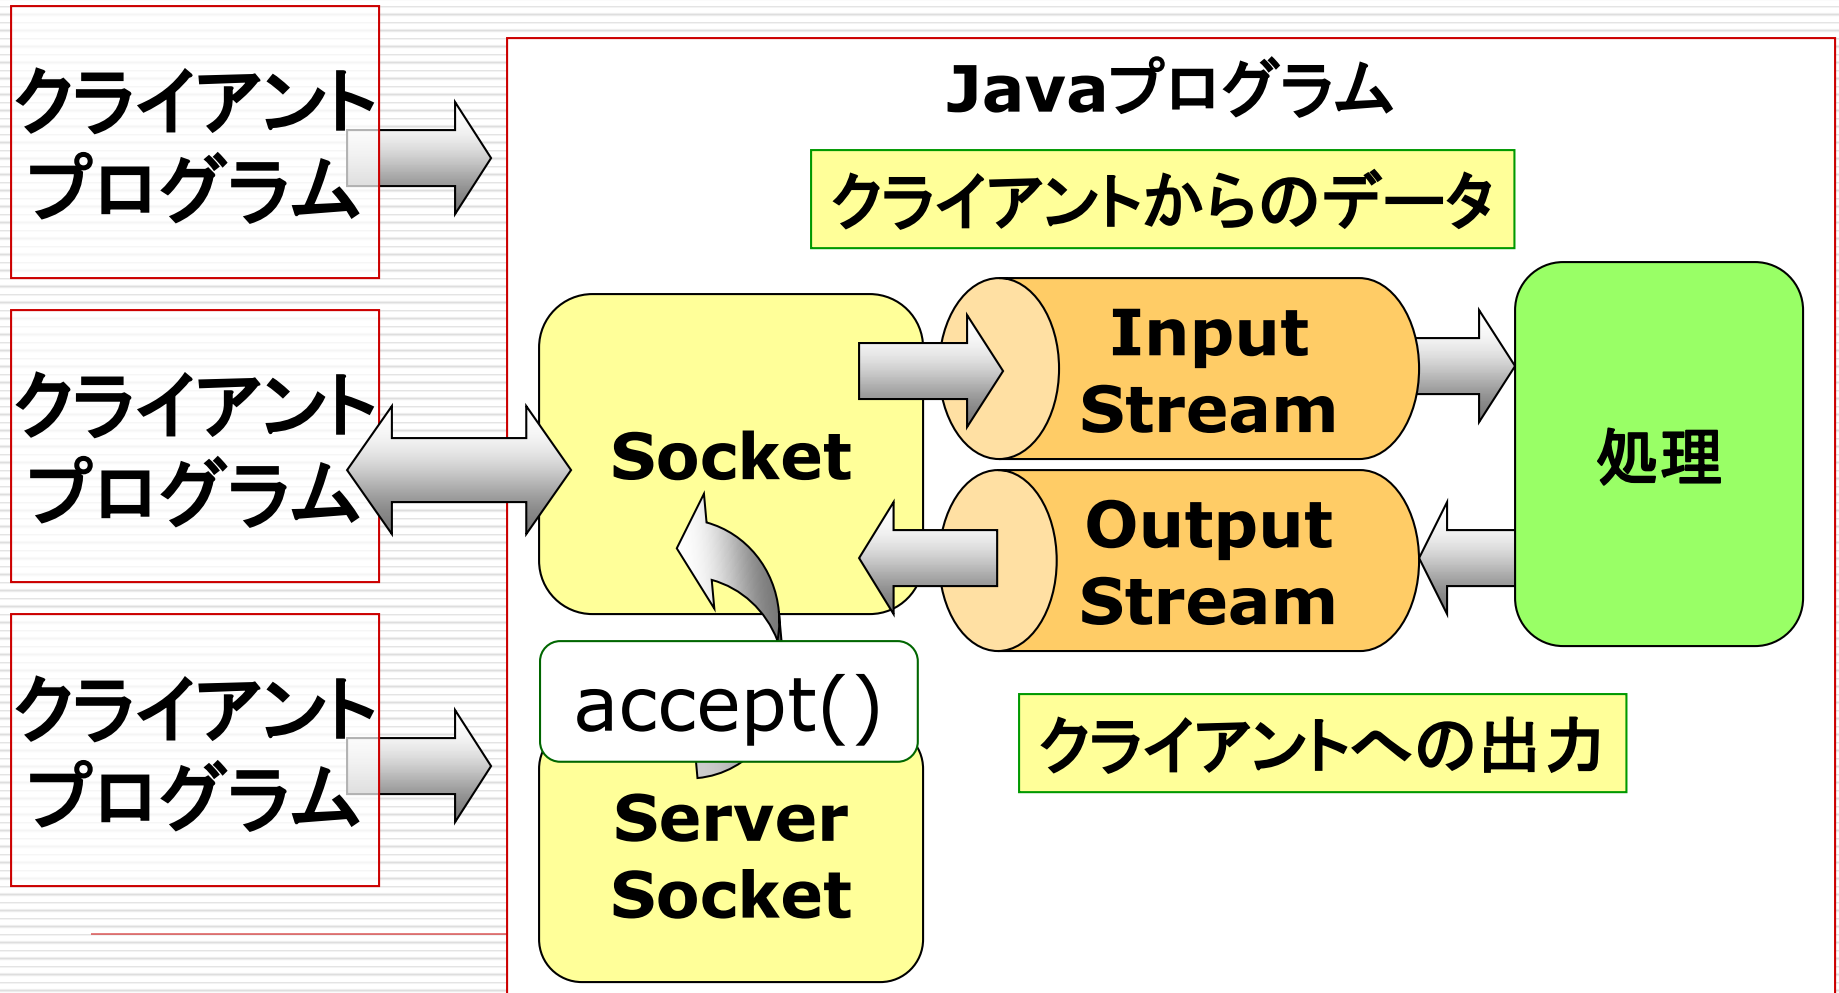 クライアント
プログラム
クライアント
プログラム
クライアント
プログラム
Javaプログラム
クライアントからのデータ
Socket
Input
Stream
Output
Stream
処理
accept()
クライアントへの出力
Server
Socket